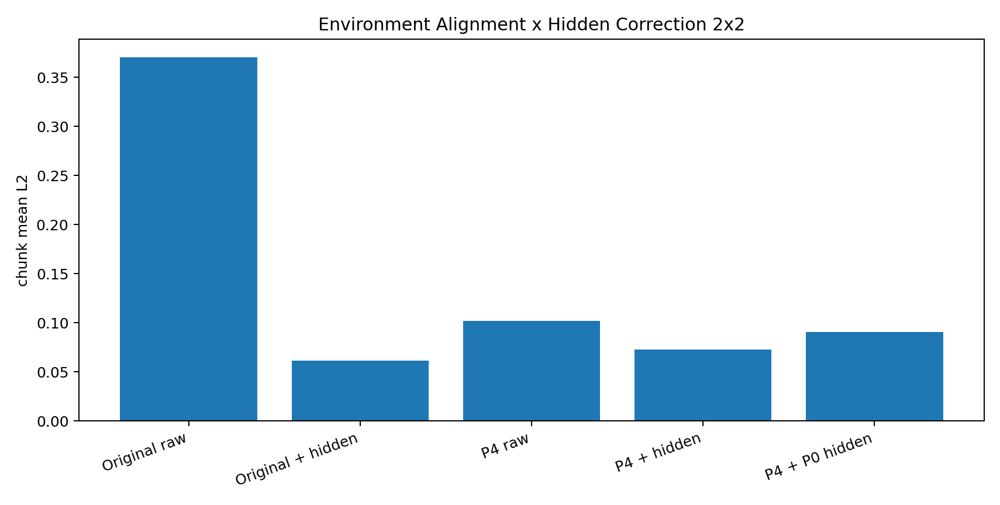 Environment Alignment x Hidden Correction 2x2
chunk mean L2
0.35
0.30
0.25
0.20
0.15
0.10
0.05
0.00
Original raw
Original + hidden
P4 raw
P4 + hidden
P4 + P0 hidden